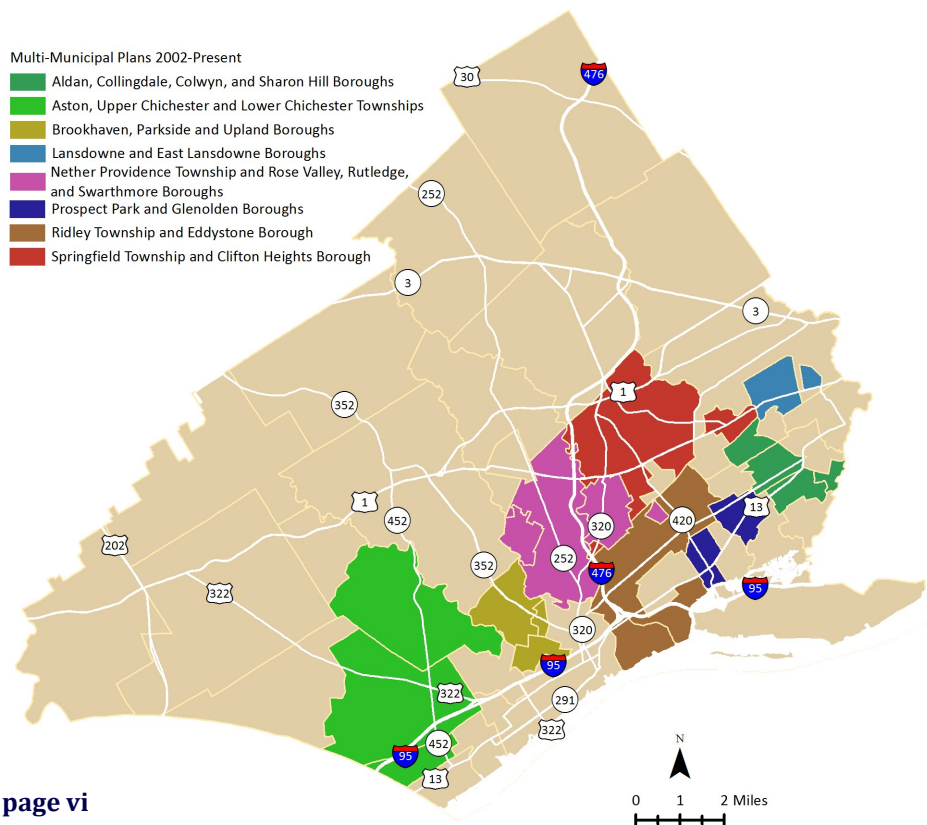 Multi-Municipal Plans 2002-Present
Aldan, Collingdale, Colwyn, and Sharon Hill Boroughs
Aston, Upper Chichester and Lower Chichester Townships
Brookhaven, Parkside and Upland Boroughs
Lansdowne and East Lansdowne Boroughs
Nether Providence Township and Rose Valley, Rutledge,
and Swarthmore Boroughs
Prospect Park and Glenolden Boroughs
Ridley Township and Eddystone Borough
Springfield Township and Clifton Heights Borough
30
476
252
3
3
1
352
1
452
202
322
352
252
320
476
420
13
95
320
95
322
291
322
452
95
13
N
0 1 2 Miles
page vi